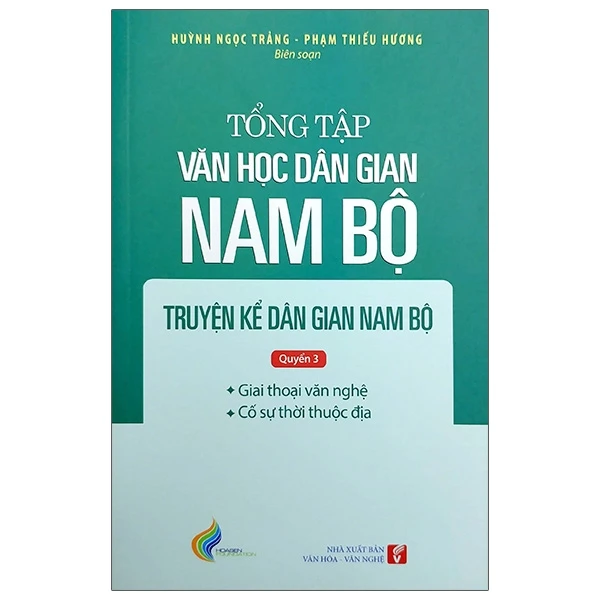 HUỲNH NGỌC TRẢNG - PHẠM THIẾU HƯƠNG
Biên soạn
TỔNG TẬP
VĂN HỌC DÂN GIAN
NAM BỘ
TRUYỆN KỂ DÂN GIAN NAM BỘ
Quyển 3
Giai thoại văn nghệ
Cố sự thời thuộc địa
HOASEN
FOUNDATION
NHÀ XUẤT BẢN
VĂN HÓA - VĂN NGHỆ